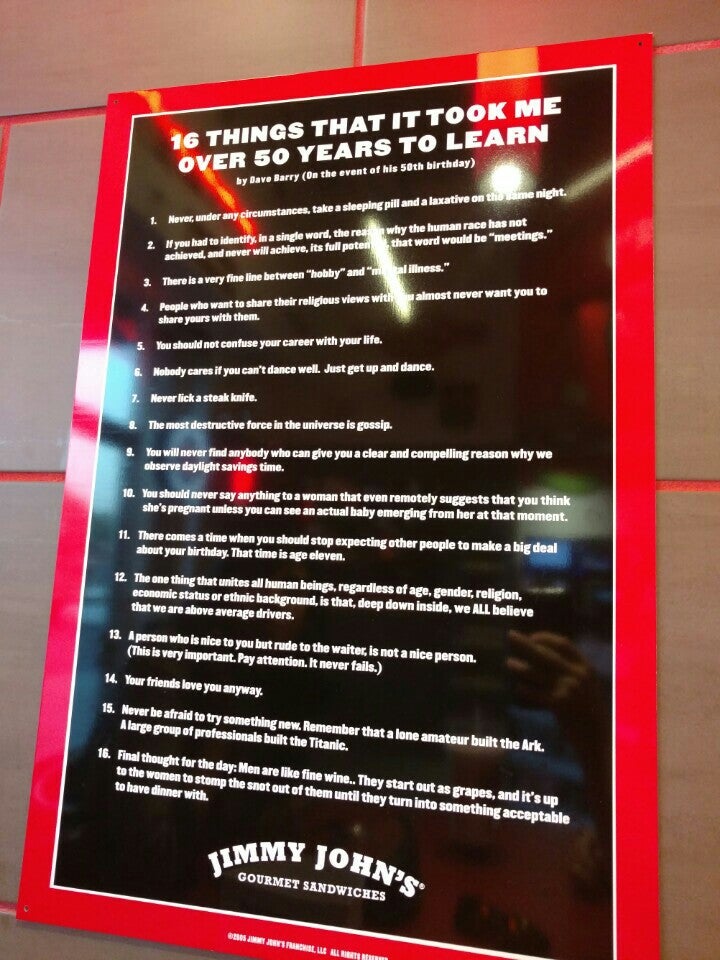 16 THINGS THAT IT TOOK ME
OVER 50 YEARS TO LEARN
by Dave Barry (On the event of his 50th birthday)
1. Never, under any circumstances, take a sleeping pill and a laxative on the same night.
2. If you had to identify, in a single word, the reason why the human race has not
achieved, and never will achieve, its full potential, that word would be "meetings."
3. There is a very fine line between "hobby" and "mental illness."
4. People who want to share their religious views with you almost never want you to
share yours with them.
5. You should not confuse your career with your life.
6. Nobody cares if you can't dance well. Just get up and dance.
7. Never lick a steak knife.
8. The most destructive force in the universe is gossip.
9. You will never find anybody who can give you a clear and compelling reason why we
observe daylight savings time.
10. You should never say anything to a woman that even remotely suggests that you think
she's pregnant unless you can see an actual baby emerging from her at that moment.
11. There comes a time when you should stop expecting other people to make a big deal
about your birthday. That time is age eleven.
12. The one thing that unites all human beings, regardless of age, gender, religion,
economic status or ethnic background, is that, deep down inside, we ALL believe
that we are above average drivers.
13. A person who is nice to you but rude to the waiter, is not a nice person.
(This is very important. Pay attention. It never fails.)
14. Your friends love you anyway.
15. Never be afraid to try something new. Remember that a lone amateur built the Ark.
A large group of professionals built the Titanic.
16. Final thought for the day: Men are like fine wine.. They start out as grapes, and it's up
to the women to stomp the snot out of them until they turn into something acceptable
to have dinner with.
JIMMY JOHN'S®
GOURMET SANDWICHES
©2005 JIMMY JOHN'S FRANCHISE, LLC ALL RIGHTS RESERVED